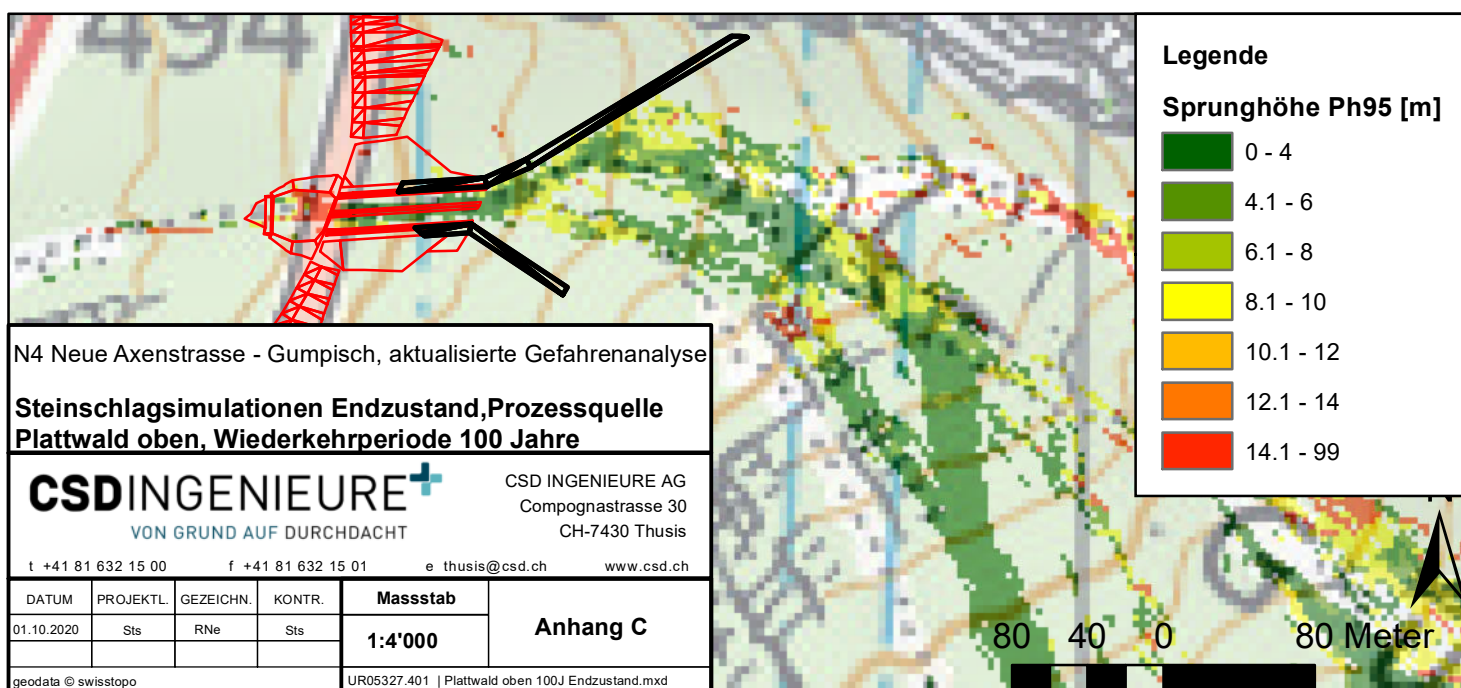 494
Legende
Sprunghöhe Ph95 [m]
0 - 4
4.1 - 6
6.1 - 8
8.1 - 10
10.1 - 12
12.1 - 14
14.1 - 99
N4 Neue Axenstrasse - Gumpisch, aktualisierte Gefahrenanalyse
Steinschlagsimulationen Endzustand,Prozessquelle
Plattwald oben, Wiederkehrperiode 100 Jahre
CSDINGENIEURE
VON GRUND AUF DURCHDACHT
CSD INGENIEURE AG
Compognastrasse 30
CH-7430 Thusis
t +41 81 632 15 00 f +41 81 632 15 01 e thusis@csd.ch www.csd.ch
DATUM PROJEKTL. GEZEICHN. KONTR. Massstab
01.10.2020 Sts RNe Sts 1:4'000
Anhang C
geodata © swisstopo UR05327.401 | Plattwald oben 100J Endzustand.mxd
80 40 0 80 Meter